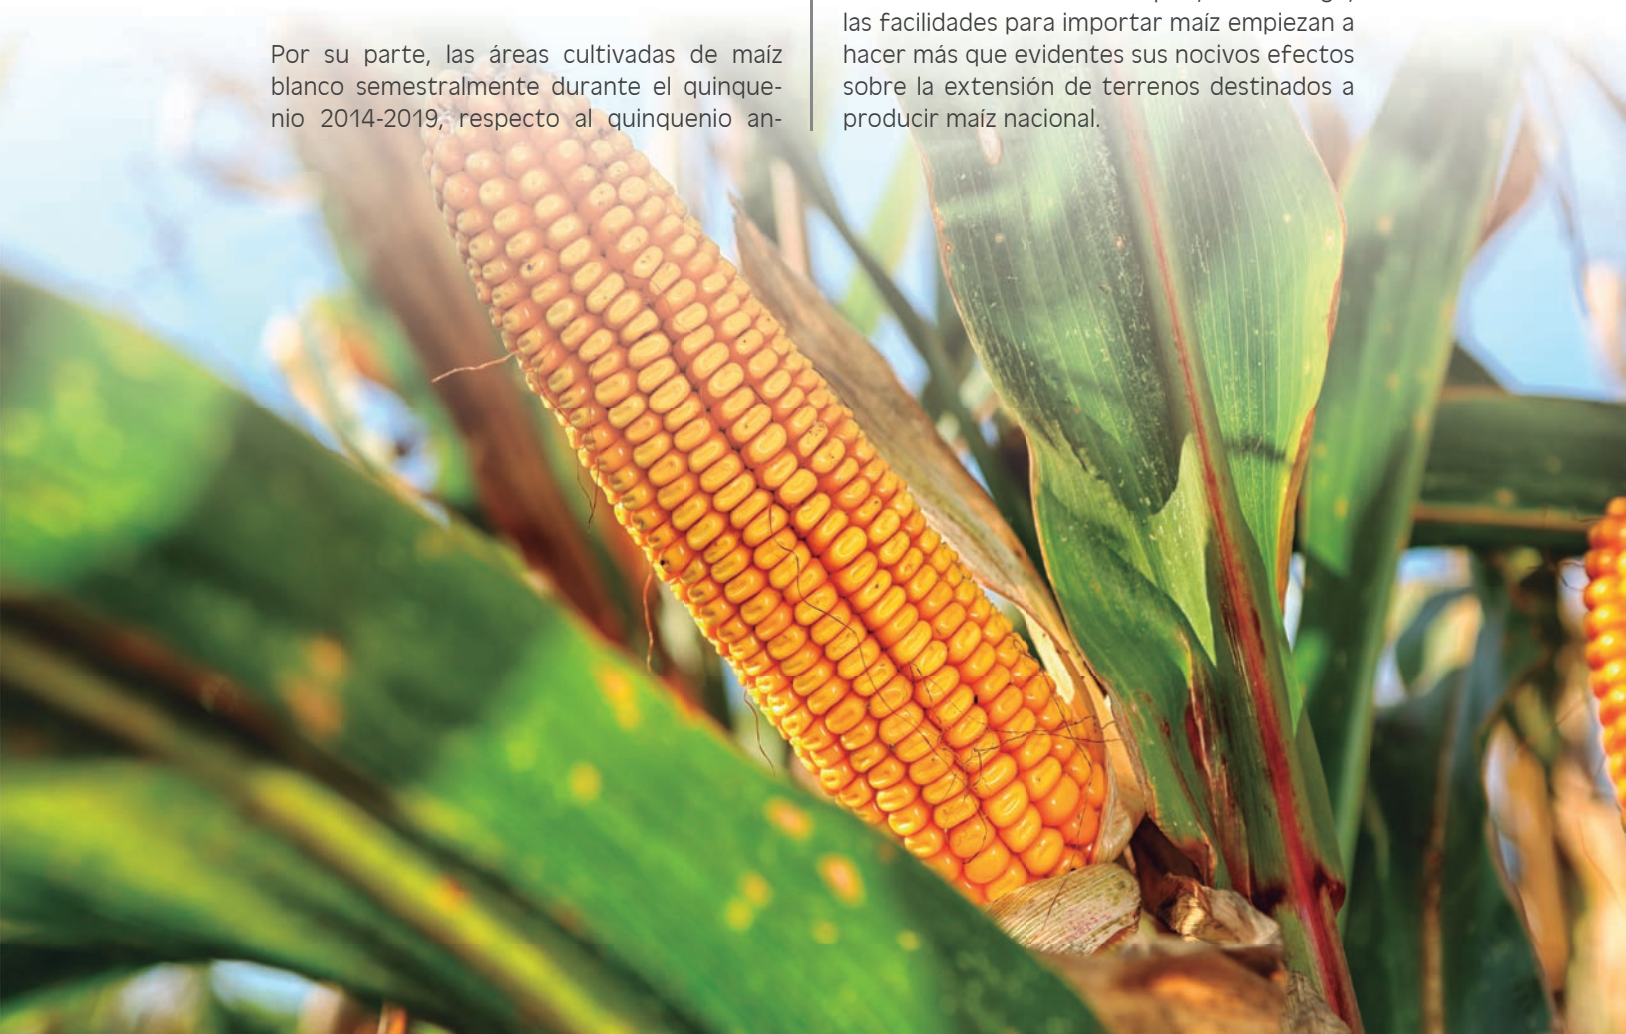 Por su parte, las áreas cultivadas de maíz
blanco semestralmente durante el quinque-
nio 2014-2019, respecto al quinquenio an-
las facilidades para importar maíz empiezan a
hacer más que evidentes sus nocivos efectos
sobre la extensión de terrenos destinados a
producir maíz nacional.